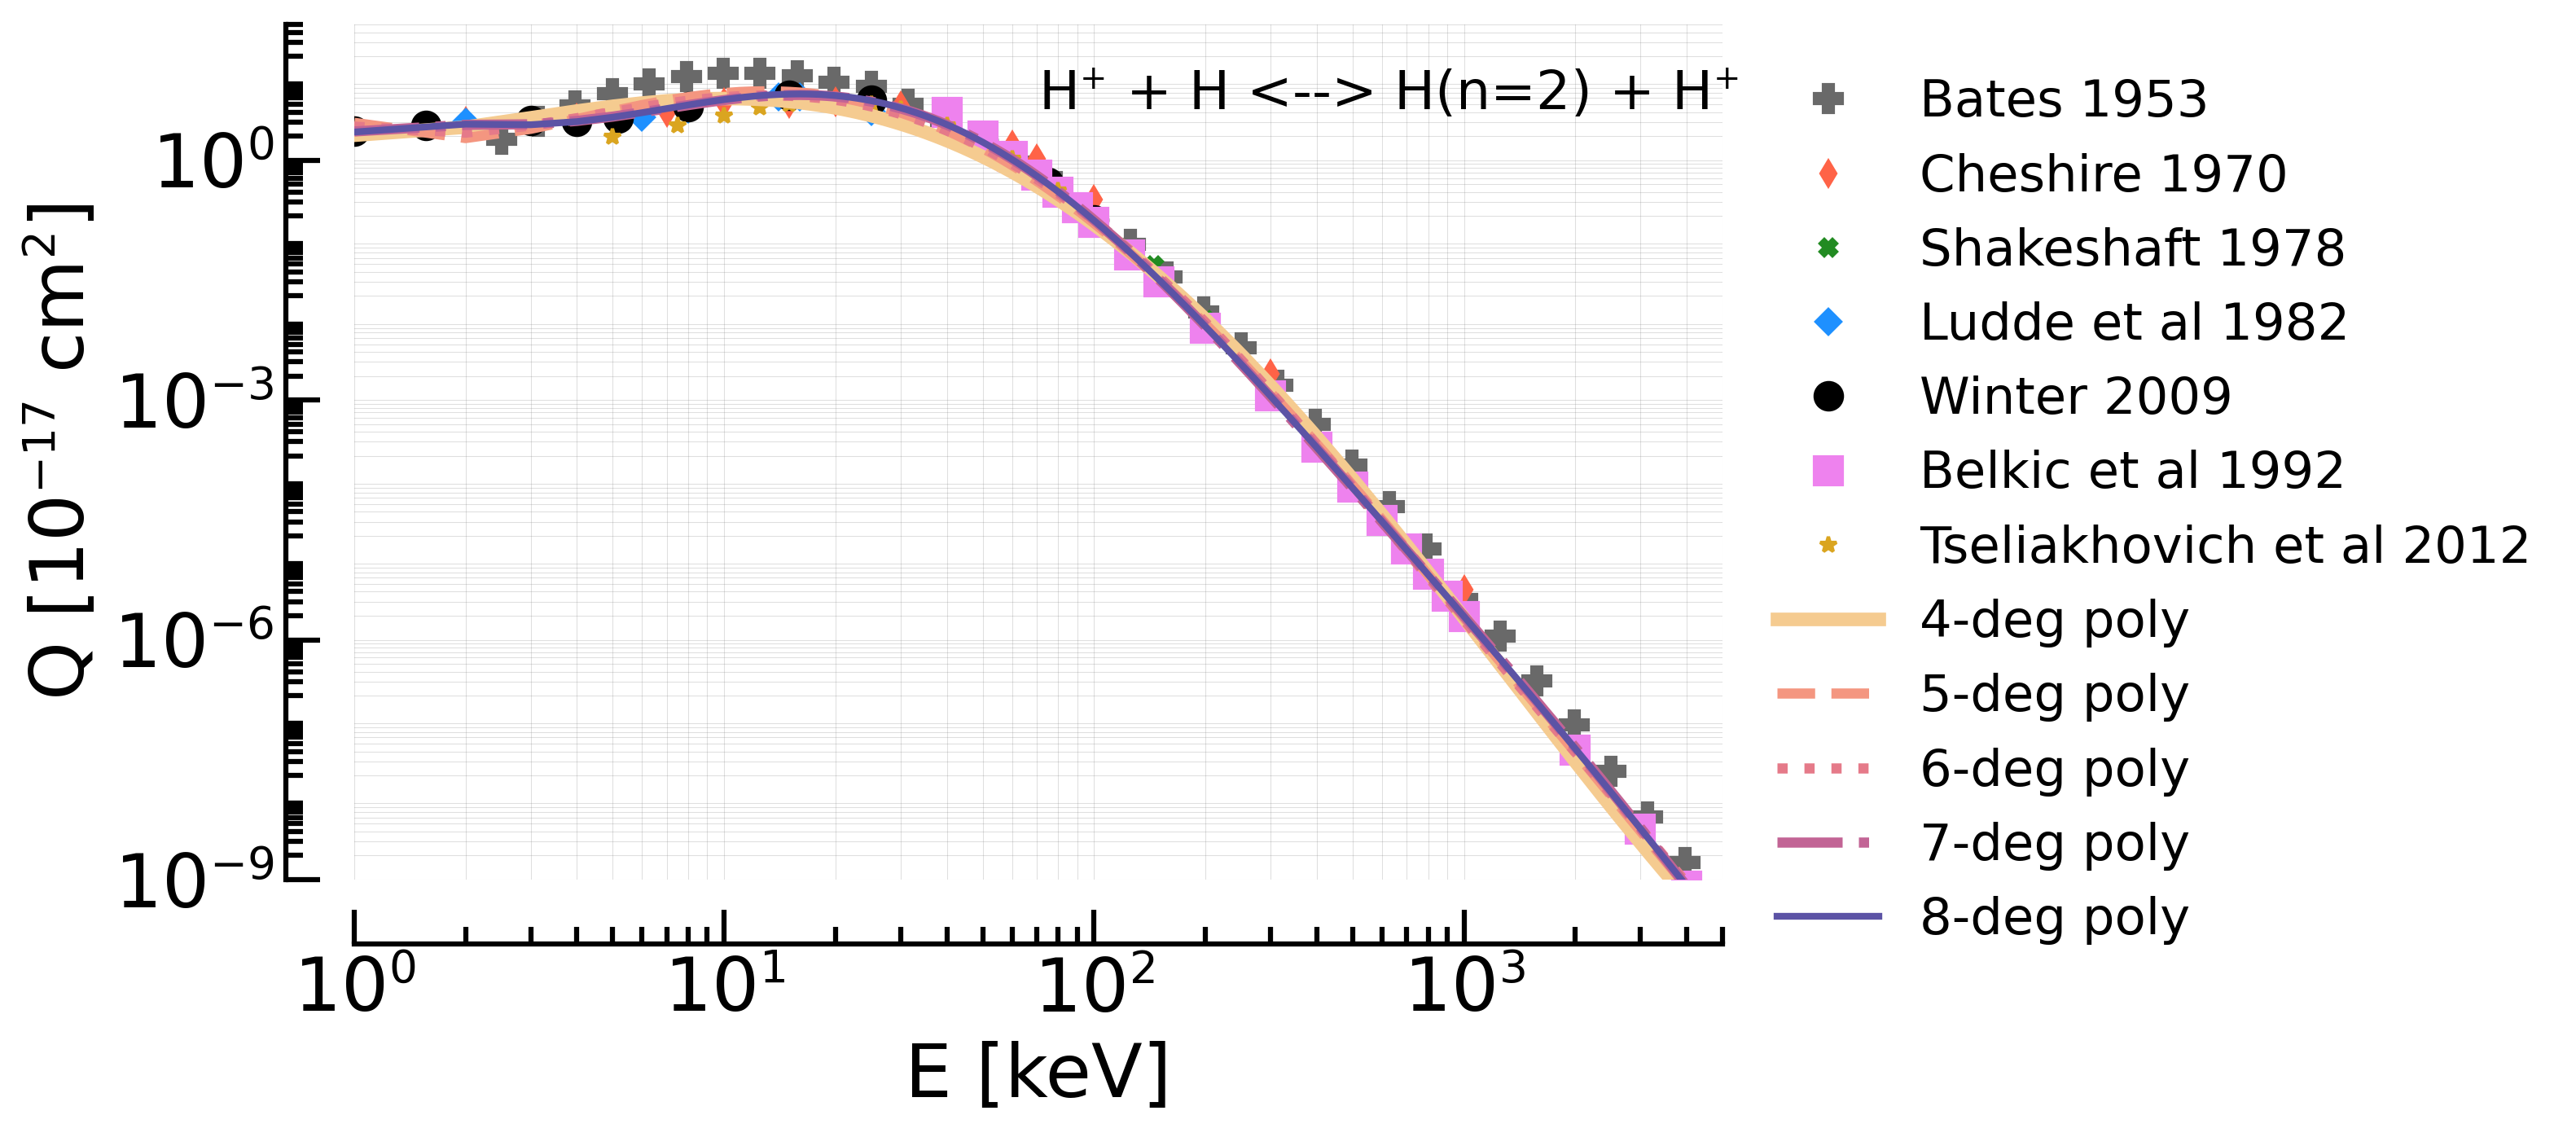 H⁺ + H <--> H(n=2) + H⁺
Q [10⁻¹⁷ cm²]
10⁰
10⁻³
10⁻⁶
10⁻⁹
10⁰ 10¹ 10² 10³
E [keV]
Bates 1953
Cheshire 1970
Shakeshaft 1978
Ludde et al 1982
Winter 2009
Belkic et al 1992
Tseliakhovich et al 2012
4-deg poly
5-deg poly
6-deg poly
7-deg poly
8-deg poly